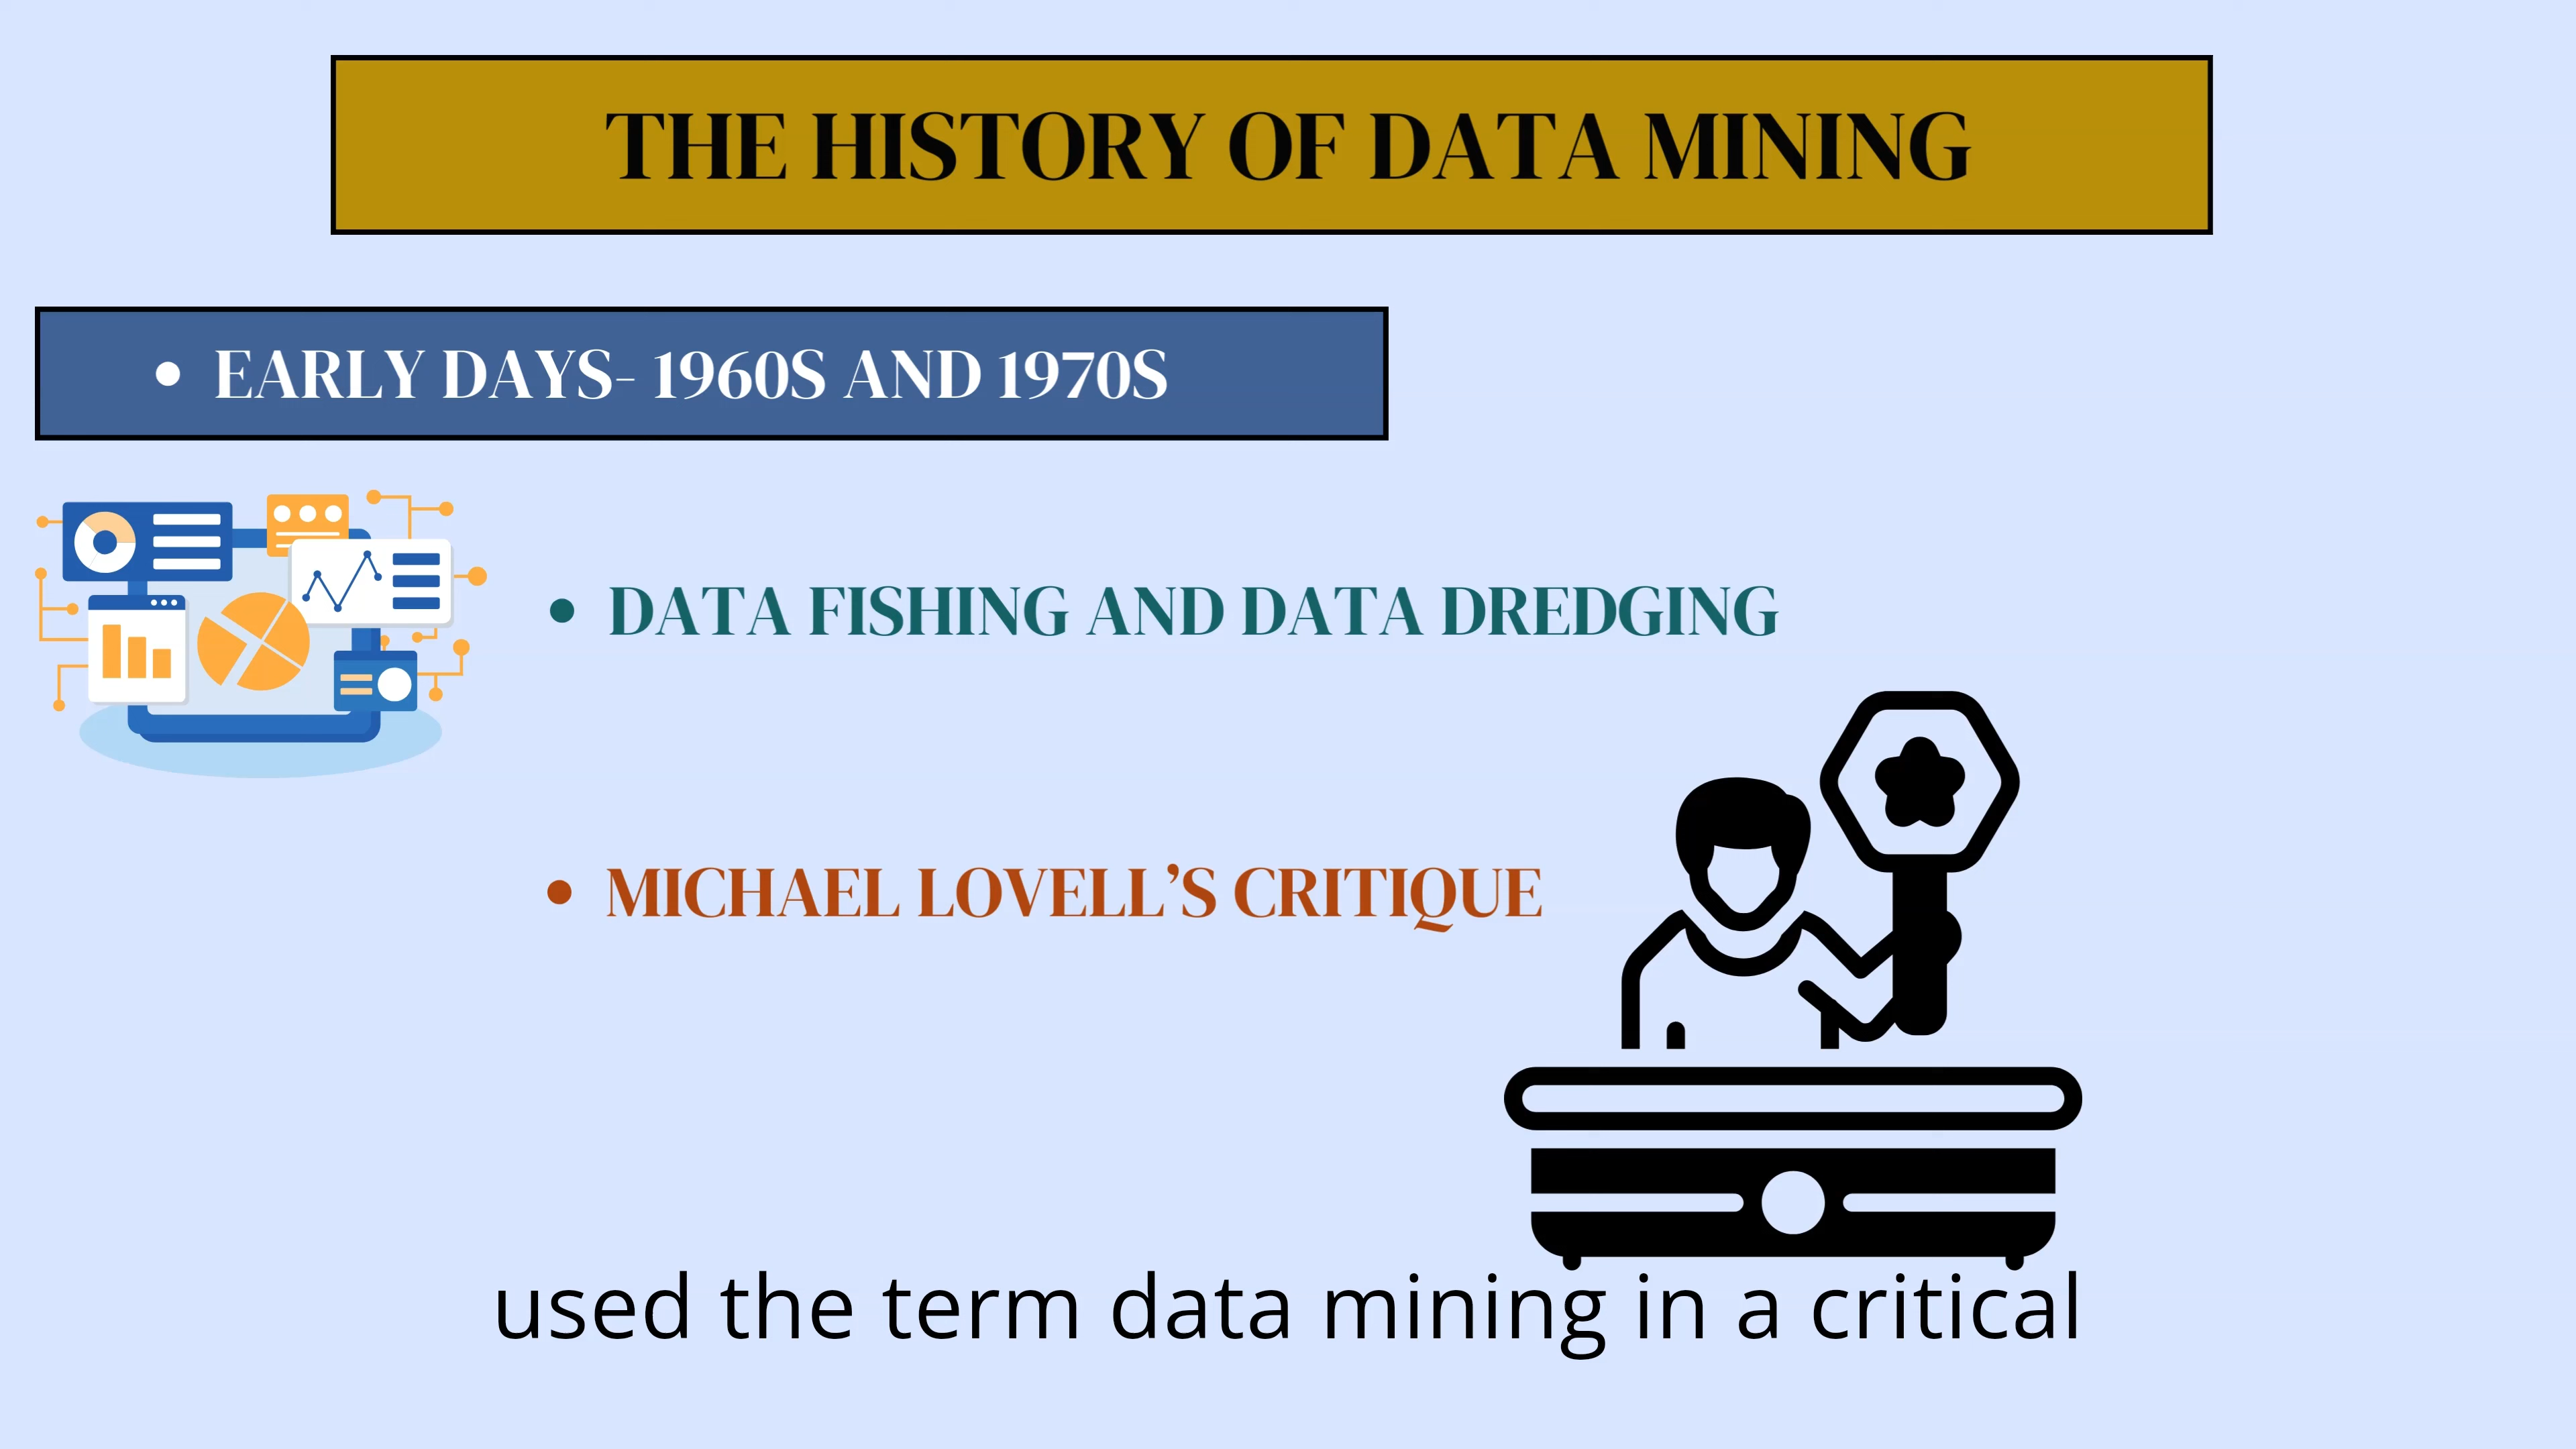 THE HISTORY OF DATA MINING
• EARLY DAYS- 1960S AND 1970S
• DATA FISHING AND DATA DREDGING
• MICHAEL LOVELL’S CRITIQUE
used the term data mining in a critical